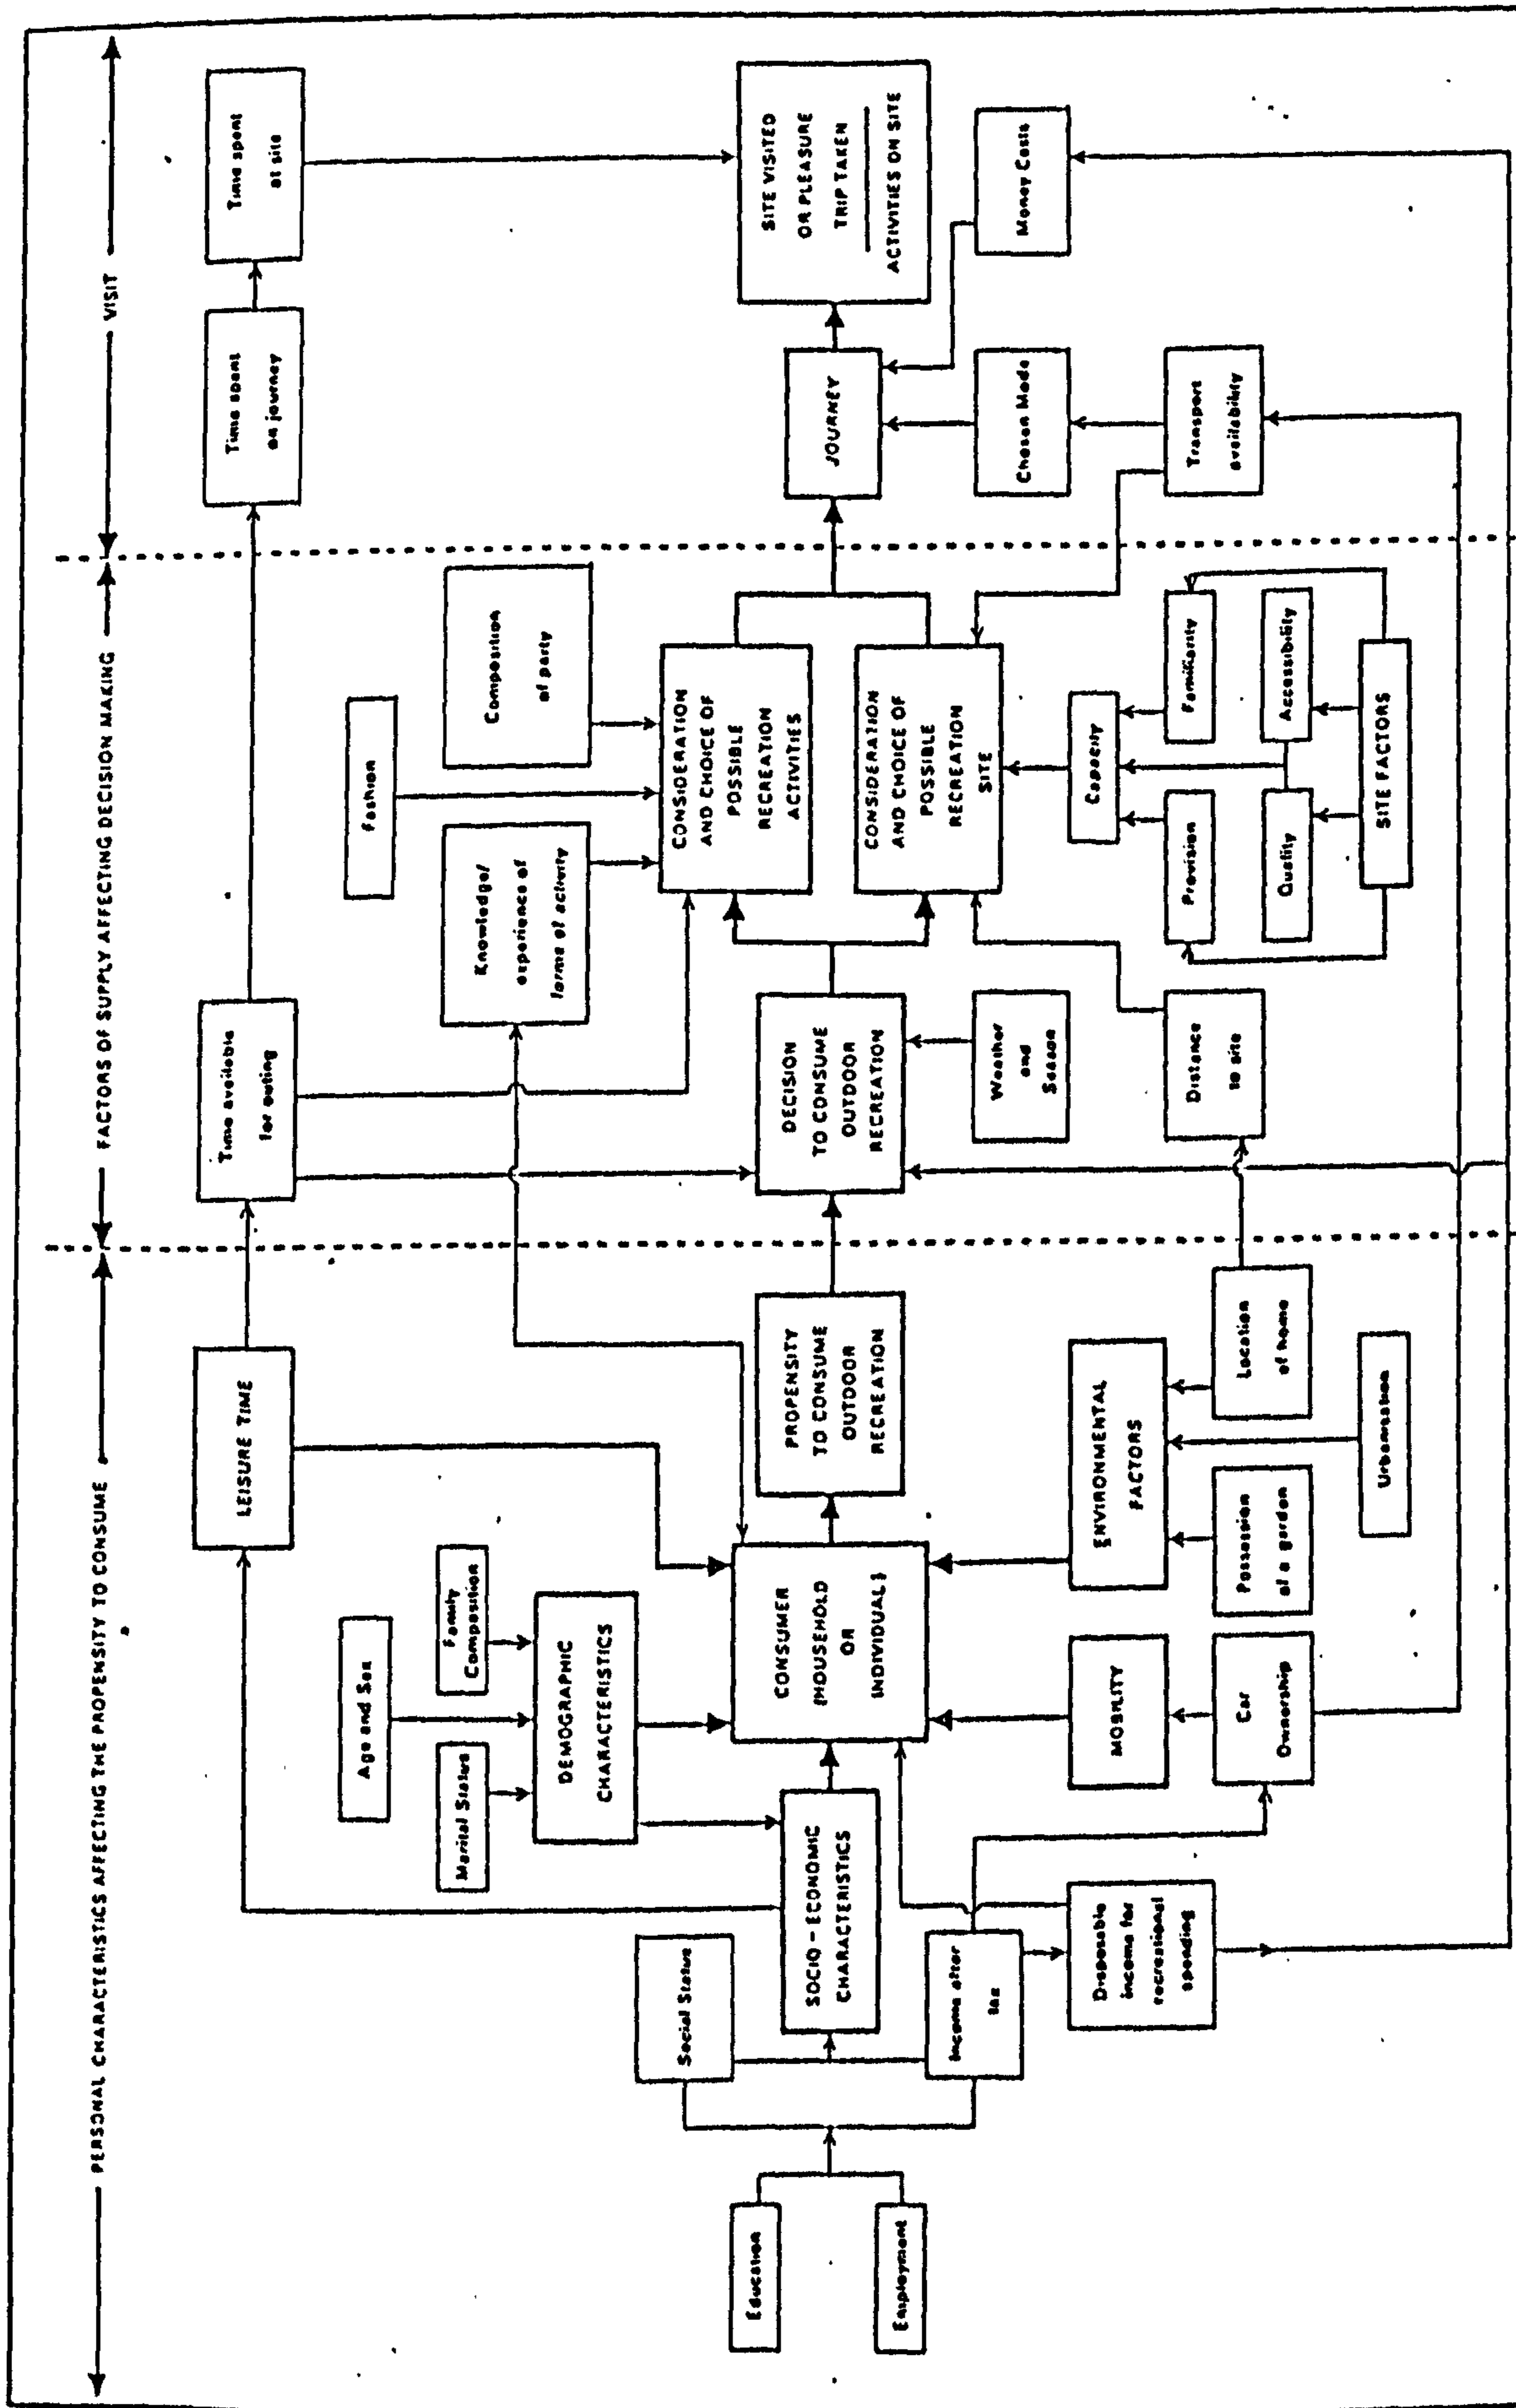 PERSONAL CHARACTERISTICS AFFECTING THE PROPENSITY TO CONSUME
FACTORS OF SUPPLY AFFECTING DECISION MAKING
VISIT
LEISURE TIME
Time available
for outing
Time spent
on journey
Time spent
at site
Age and Sex
Fashion
Marital Status
Family
Composition
Knowledge/
experience of
forms of activity
Composition
of party
DEMOGRAPHIC
CHARACTERISTICS
Social Status
CONSIDERATION
AND CHOICE OF
POSSIBLE
RECREATION
ACTIVITIES
Education
Employment
SOCIO-ECONOMIC
CHARACTERISTICS
CONSUMER
(HOUSEHOLD
OR
INDIVIDUAL)
PROPENSITY
TO CONSUME
OUTDOOR
RECREATION
DECISION
TO CONSUME
OUTDOOR
RECREATION
JOURNEY
SITE VISITED
OR PLEASURE
TRIP TAKEN
ACTIVITIES ON SITE
CONSIDERATION
AND CHOICE OF
POSSIBLE
RECREATION
SITE
Income after
tax
Weather
and
Season
Chosen Mode
Money Costs
Disposable
income for
recreational
spending
MOBILITY
ENVIRONMENTAL
FACTORS
Capacity
Distance
to site
Provision
Familiarity
Transport
availability
Car
Ownership
Possession
of a garden
Location
of home
Quality
Accessibility
Urbanisation
SITE FACTORS